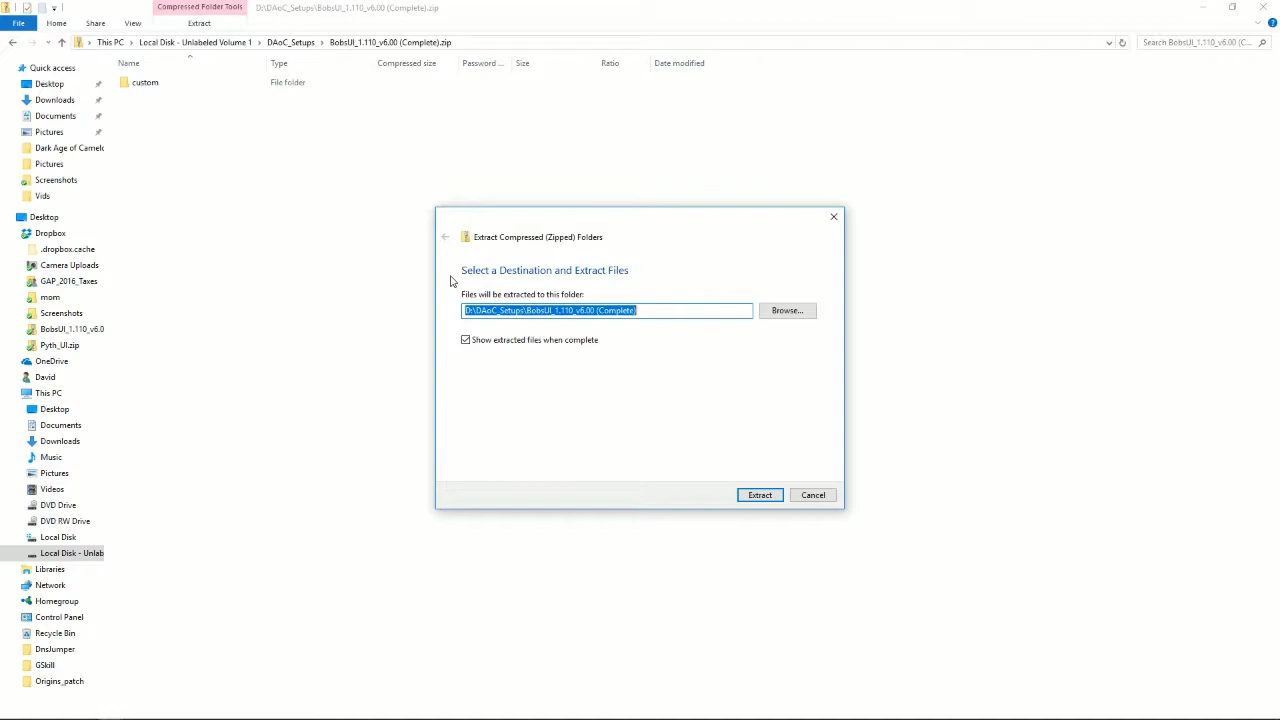 Compressed Folder Tools
D:\DAoC_Setups\BobsUI_1.110_v6.00 (Complete).zip
File
Home
Share
View
Extract
This PC > Local Disk - Unlabeled Volume 1 > DAoC_Setups > BobsUI_1.110_v6.00 (Complete).zip
Search BobsUI_1.110_v6.00 (C...
Name
Type
Compressed size
Password ...
Size
Ratio
Date modified
custom
File folder
Quick access
Desktop
Downloads
Documents
Pictures
Dark Age of Camelo
Pictures
Screenshots
Vids
Desktop
Dropbox
.dropbox.cache
Camera Uploads
GAP_2016_Taxes
mom
Screenshots
BobsUI_1.110_v6.0
Pyth_UI.zip
OneDrive
David
This PC
Desktop
Documents
Downloads
Music
Pictures
Videos
DVD Drive
DVD RW Drive
Local Disk
Local Disk - Unlab
Libraries
Network
Homegroup
Control Panel
Recycle Bin
DnsJumper
GSkill
Origins_patch
Extract Compressed (Zipped) Folders
Select a Destination and Extract Files
Files will be extracted to this folder:
D:\DAoC_Setups\BobsUI_1.110_v6.00 (Complete)
Browse...
Show extracted files when complete
Extract
Cancel